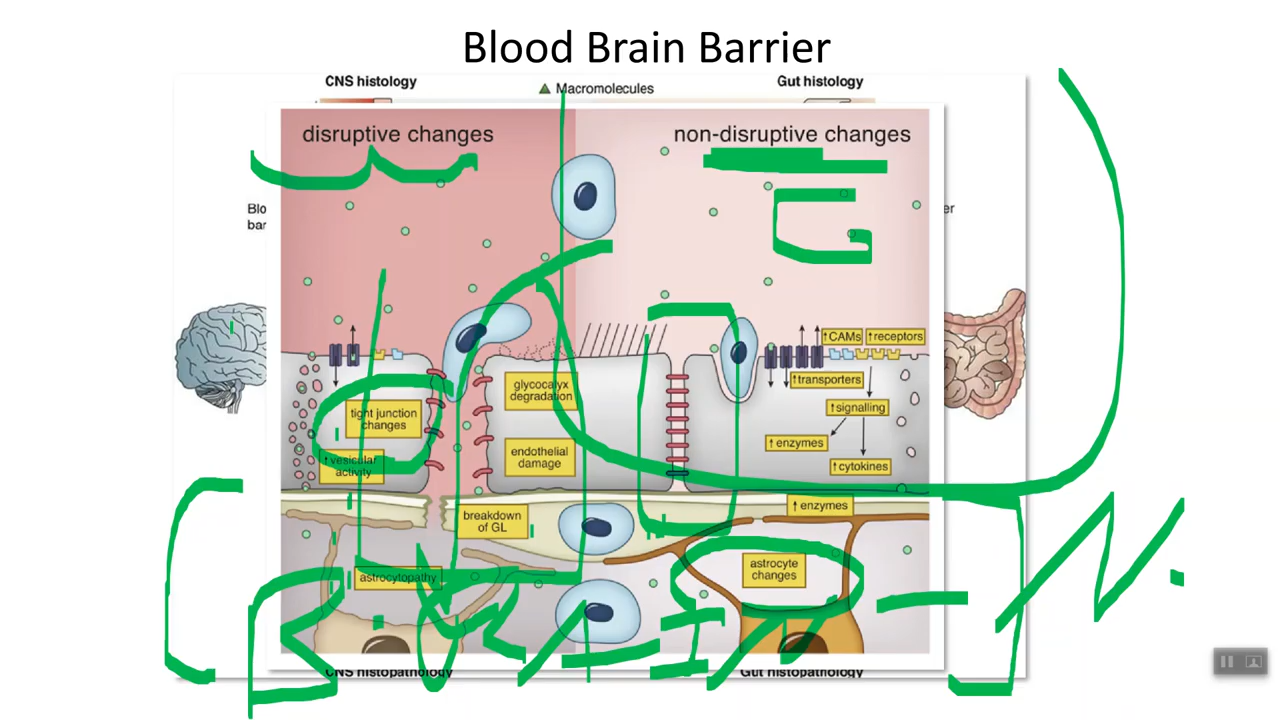 Blood Brain Barrier
CNS histology
Macromolecules
Gut histology
disruptive changes
non-disruptive changes
Blo
bar
er
↑CAMs
↑receptors
↑transporters
glycocalyx
degradation
tight junction
changes
↑signalling
↑enzymes
endothelial
damage
↑vesicular
activity
↑cytokines
↑enzymes
breakdown
of GL
astrocytopathy
astrocyte
changes
CNS histopathology
Gut histopathology